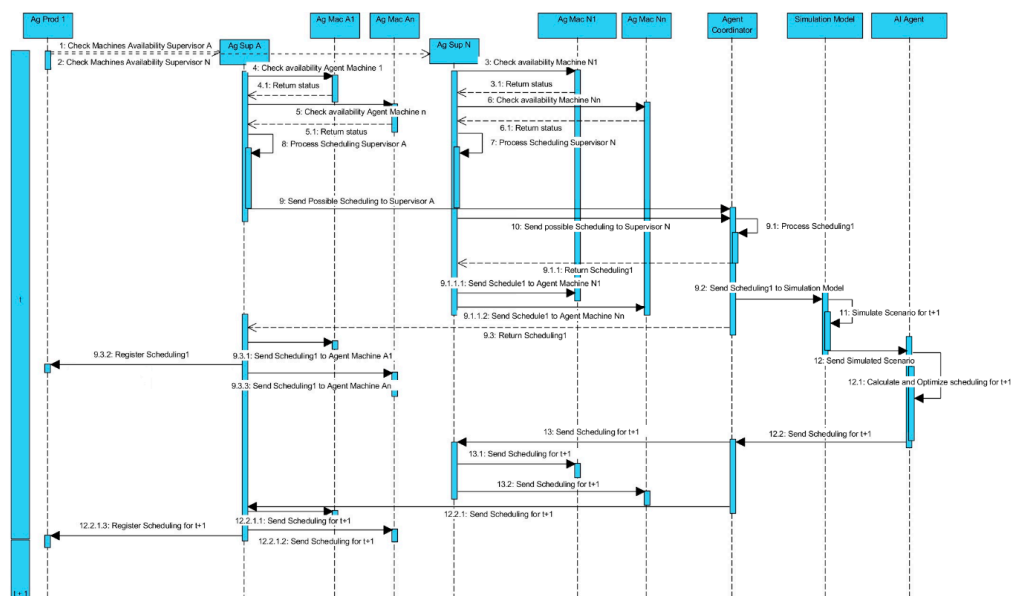 Ag Prod 1
Ag Mac A1
Ag Mac An
Ag Mac N1
Ag Mac Nn
Agent
Coordinator
Simulation Model
AI Agent
Ag Sup A
Ag Sup N
1: Check Machines Availability Supervisor A
2: Check Machines Availability Supervisor N
4: Check availability Agent Machine 1
3: Check availability Machine N1
4.1: Return status
3.1: Return status
5: Check availability Agent Machine n
6: Check availability Machine Nn
5.1: Return status
6.1: Return status
8: Process Scheduling Supervisor A
7: Process Scheduling Supervisor N
9: Send Possible Scheduling to Supervisor A
10: Send possible Scheduling to Supervisor N
9.1: Process Scheduling1
9.1.1: Return Scheduling1
9.1.1.1: Send Schedule1 to Agent Machine N1
9.2: Send Scheduling1 to Simulation Model
9.1.1.2: Send Schedule1 to Agent Machine Nn
11: Simulate Scenario for t+1
9.3: Return Scheduling1
9.3.2: Register Scheduling1
9.3.1: Send Scheduling1 to Agent Machine A1
12: Send Simulated Scenario
9.3.3: Send Scheduling1 to Agent Machine An
12.1: Calculate and Optimize scheduling for t+1
13: Send Scheduling for t+1
12.2: Send Scheduling for t+1
13.1: Send Scheduling for t+1
13.2: Send Scheduling for t+1
12.2.1: Send Scheduling for t+1
12.2.1.3: Register Scheduling for t+1
12.2.1.1: Send Scheduling for t+1
12.2.1.2: Send Scheduling for t+1
t
t + 1